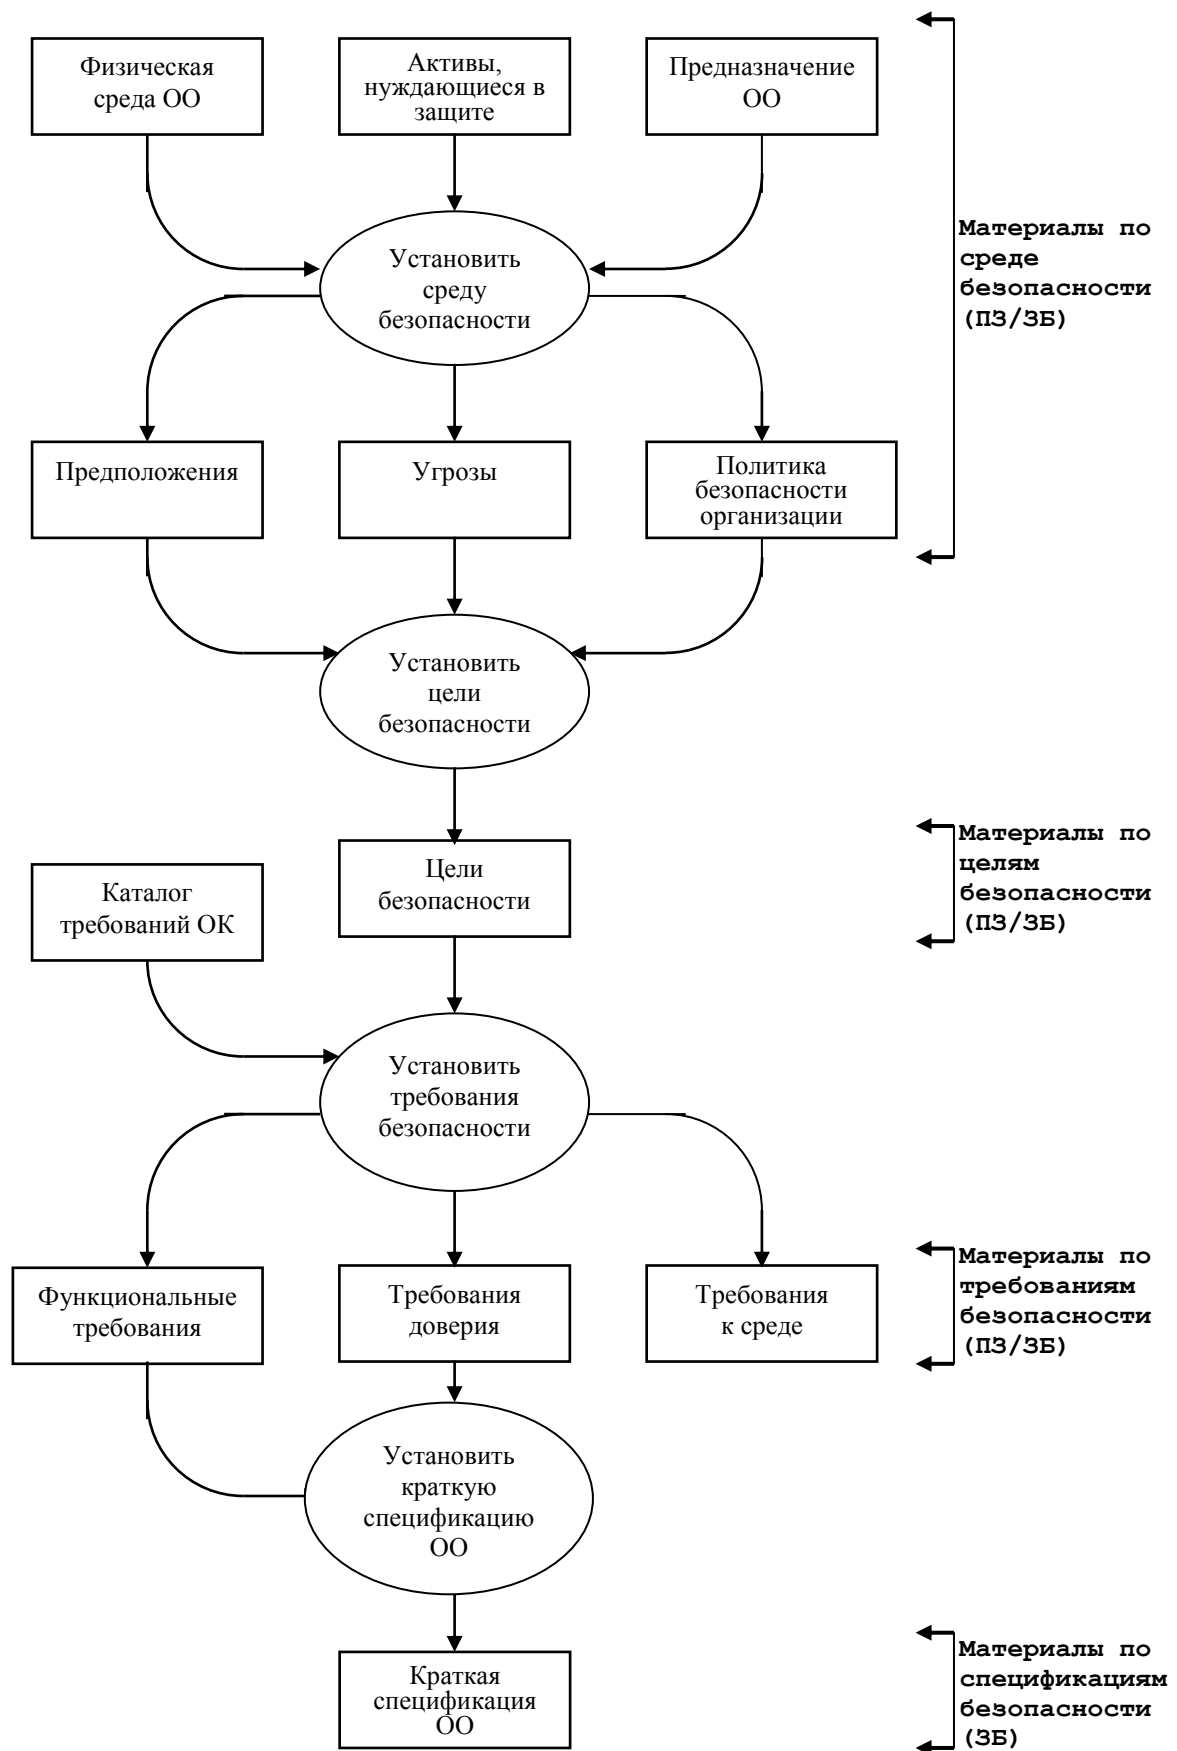 Физическая
среда ОО
Активы,
нуждающиеся в
защите
Предназначение
ОО
Материалы по
среде
безопасности
(ПЗ/ЗБ)
Установить
среду
безопасности
Предположения
Угрозы
Политика
безопасности
организации
Установить
цели
безопасности
Цели
безопасности
Материалы по
целям
безопасности
(ПЗ/ЗБ)
Каталог
требований ОК
Установить
требования
безопасности
Функциональные
требования
Требования
доверия
Требования
к среде
Материалы по
требованиям
безопасности
(ПЗ/ЗБ)
Установить
краткую
спецификацию
ОО
Краткая
спецификация
ОО
Материалы по
спецификациям
безопасности
(ЗБ)